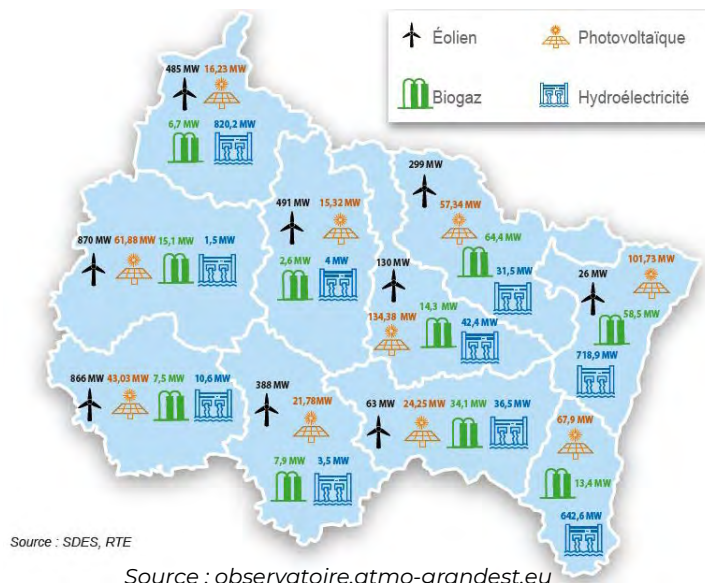 Éolien
Photovoltaïque
Biogaz
Hydroélectricité
485 MW 16,23 MW
6,7 MW 820,2 MW
299 MW
57,34 MW
64,4 MW
31,5 MW
491 MW 15,32 MW
2,6 MW 4 MW
870 MW 61,88 MW 15,1 MW 1,5 MW
130 MW
134,38 MW
14,3 MW
42,4 MW
101,73 MW
26 MW
58,5 MW
718,9 MW
866 MW 43,03 MW 7,5 MW 10,6 MW
388 MW
21,78MW
7,9 MW 3,5 MW
63 MW 24,25 MW 34,1 MW 36,5 MW
67,9 MW
13,4 MW
642,6 MW
Source : SDES, RTE
Source : observatoire.atmo-grandest.eu